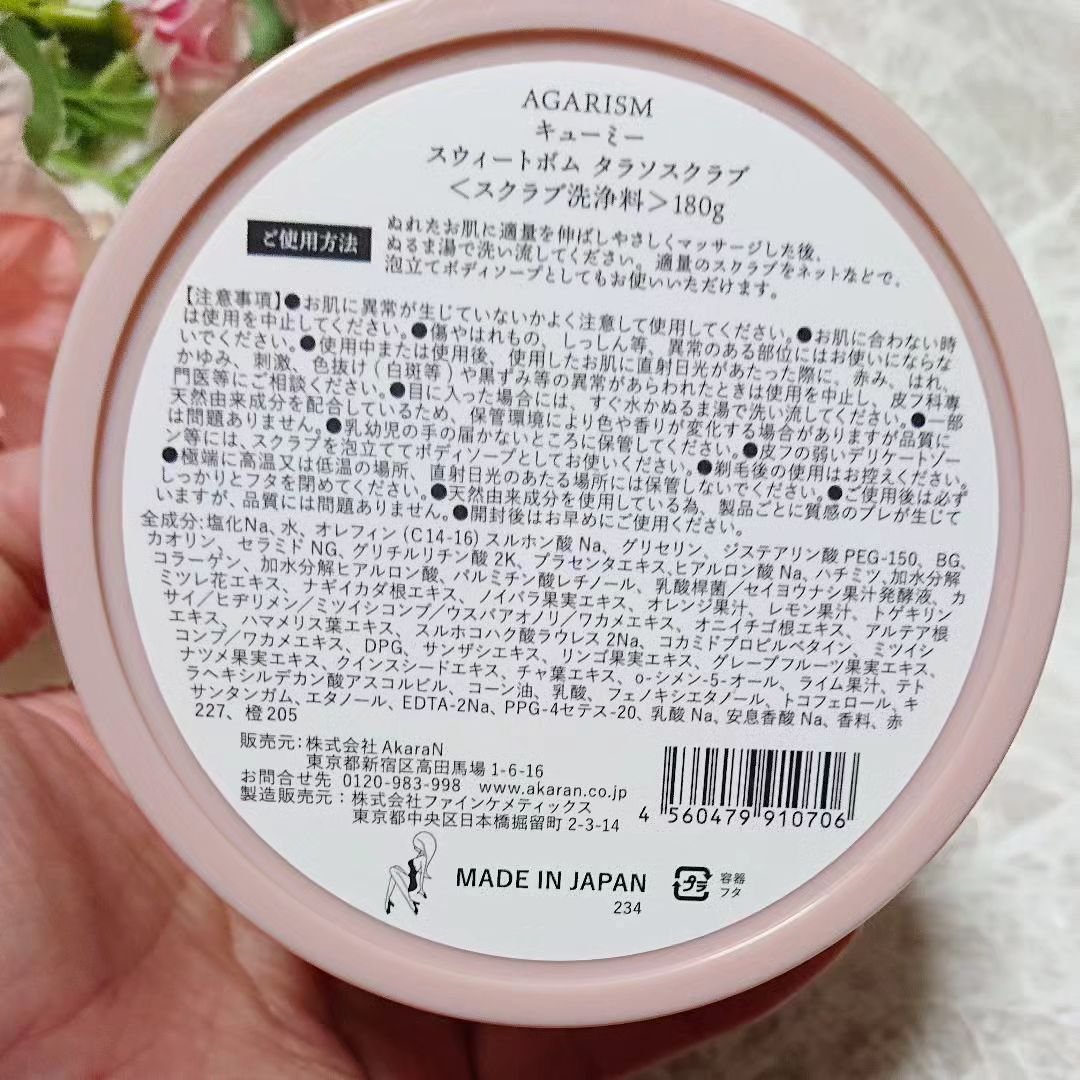 AGARISM
キューミー
スウィートボム タラソスクラブ
＜スクラブ洗浄料＞180g
ご使用方法
ぬれたお肌に適量を伸ばしやさしくマッサージした後、
ぬるま湯で洗い流してください。適量のスクラブをネットなどで、
泡立てボディソープとしてもお使いいただけます。
【注意事項】●お肌に異常が生じていないかよく注意して使用してください。●お肌に合わない時
は使用を中止してください。●傷やはれもの、しっしん等、異常のある部位にはお使いにならな
いでください。●使用中または使用後、使用したお肌に直射日光があたった際に、赤み、はれ、
かゆみ、刺激、色抜け(白斑等)や黒ずみ等の異常があらわれたときは使用を中止し、皮フ科専
門医等にご相談ください。●目に入った場合には、すぐ水かぬるま湯で洗い流してください。●一部
天然由来成分を配合しているため、保管環境により色や香りが変化する場合がありますが品質に
は問題ありません。●乳幼児の手の届かないところに保管してください。●皮フの弱いデリケートゾー
ン等には、スクラブを泡立ててボディソープとしてお使いください。●剃毛後の使用はお控えください。
●極端に高温又は低温の場所、直射日光のあたる場所には保管しないでください。●ご使用後は必ず
しっかりとフタを閉めてください。●天然由来成分を使用している為、製品ごとに質感のブレが生じて
いますが、品質には問題ありません。●開封後はお早めにご使用ください。
全成分:塩化Na、水、オレフィン(C14-16)スルホン酸Na、グリセリン、ジステアリン酸PEG-150、BG、
カオリン、セラミドNG、グリチルリチン酸2K、プラセンタエキス、ヒアルロン酸Na、ハチミツ、加水分解
コラーゲン、加水分解ヒアルロン酸、パルミチン酸レチノール、乳酸桿菌／セイヨウナシ果汁発酵液、カ
ミツレ花エキス、ナギイカダ根エキス、ノイバラ果実エキス、オレンジ果汁、レモン果汁、トゲキリン
サイ／ヒヂリメン／ミツイシコンブ／ウスバアオノリ／ワカメエキス、オニイチゴ根エキス、アルテア根
エキス、ハマメリス葉エキス、スルホコハク酸ラウレス2Na、コカミドプロピルベタイン、ミツイシ
コンブ／ワカメエキス、DPG、サンザシエキス、リンゴ果実エキス、グレープフルーツ果実エキス、
ナツメ果実エキス、クインスシードエキス、チャ葉エキス、o-シメン-5-オール、ライム果汁、テト
ラヘキシルデカン酸アスコルビル、コーン油、乳酸、フェノキシエタノール、トコフェロール、キ
サンタンガム、エタノール、EDTA-2Na、PPG-4セテス-20、乳酸Na、安息香酸Na、香料、赤
227、橙205
販売元：株式会社AkaraN
東京都新宿区高田馬場1-6-16
お問合せ先 0120-983-998 www.akaran.co.jp
製造販売元：株式会社ファインケメティックス
東京都中央区日本橋堀留町2-3-14
4 560479 910706
MADE IN JAPAN
234
プラ
容器
フタ